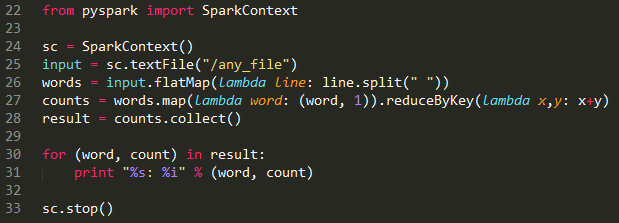 22 from pyspark import SparkContext
23
24 sc = SparkContext()
25 input = sc.textFile("/any_file")
26 words = input.flatMap(lambda line: line.split(" "))
27 counts = words.map(lambda word: (word, 1)).reduceByKey(lambda x,y: x+y)
28 result = counts.collect()
29
30 for (word, count) in result:
31     print "%s: %i" % (word, count)
32
33 sc.stop()